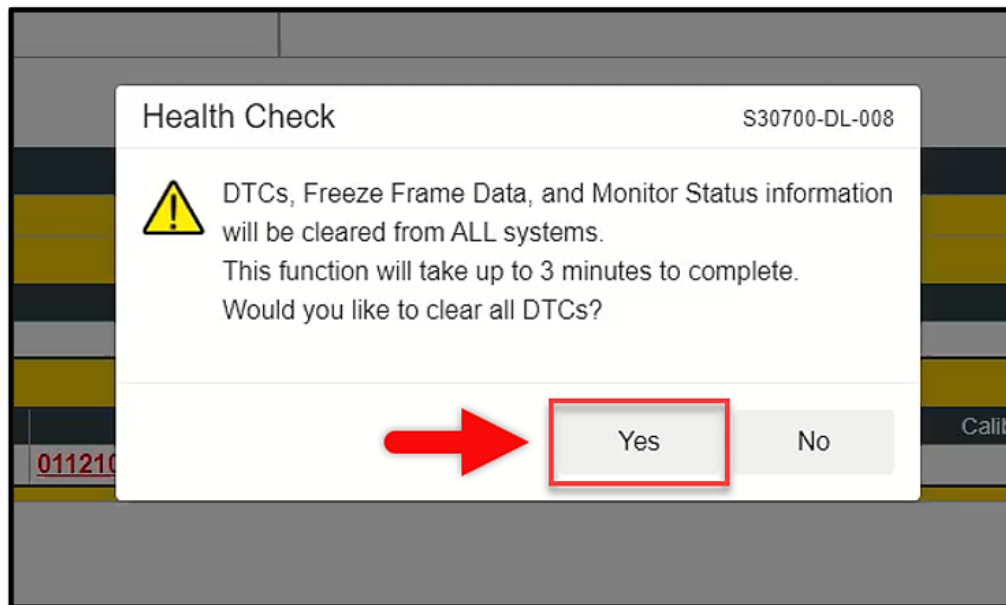 Health Check
S30700-DL-008
DTCs, Freeze Frame Data, and Monitor Status information
will be cleared from ALL systems.
This function will take up to 3 minutes to complete.
Would you like to clear all DTCs?
Yes
No
Calib
011210